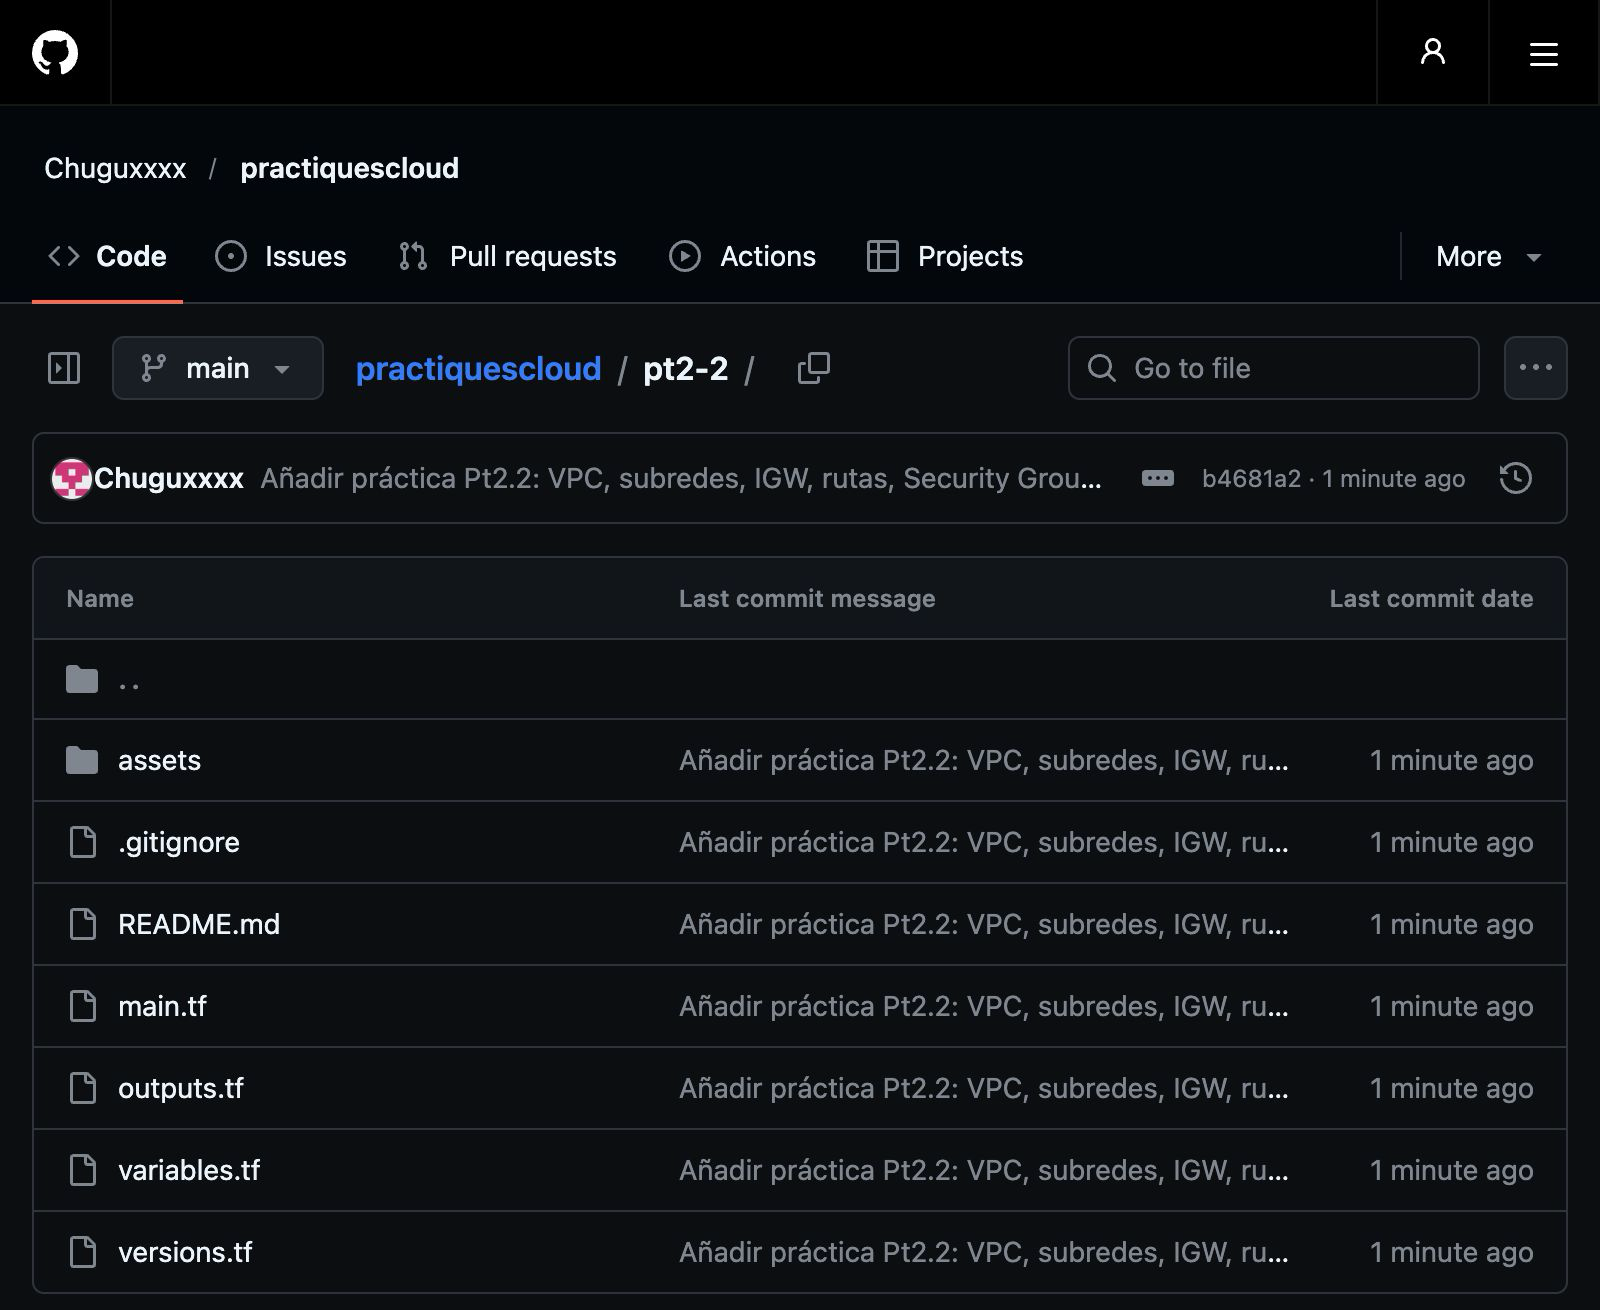 Chuguxxxx / practiquescloud
Code Issues Pull requests Actions Projects More
main practiquescloud / pt2-2 / Go to file
Chuguxxxx Añadir práctica Pt2.2: VPC, subredes, IGW, rutas, Security Grou... b4681a2 · 1 minute ago
Name Last commit message Last commit date
..
assets Añadir práctica Pt2.2: VPC, subredes, IGW, ru... 1 minute ago
.gitignore Añadir práctica Pt2.2: VPC, subredes, IGW, ru... 1 minute ago
README.md Añadir práctica Pt2.2: VPC, subredes, IGW, ru... 1 minute ago
main.tf Añadir práctica Pt2.2: VPC, subredes, IGW, ru... 1 minute ago
outputs.tf Añadir práctica Pt2.2: VPC, subredes, IGW, ru... 1 minute ago
variables.tf Añadir práctica Pt2.2: VPC, subredes, IGW, ru... 1 minute ago
versions.tf Añadir práctica Pt2.2: VPC, subredes, IGW, ru... 1 minute ago